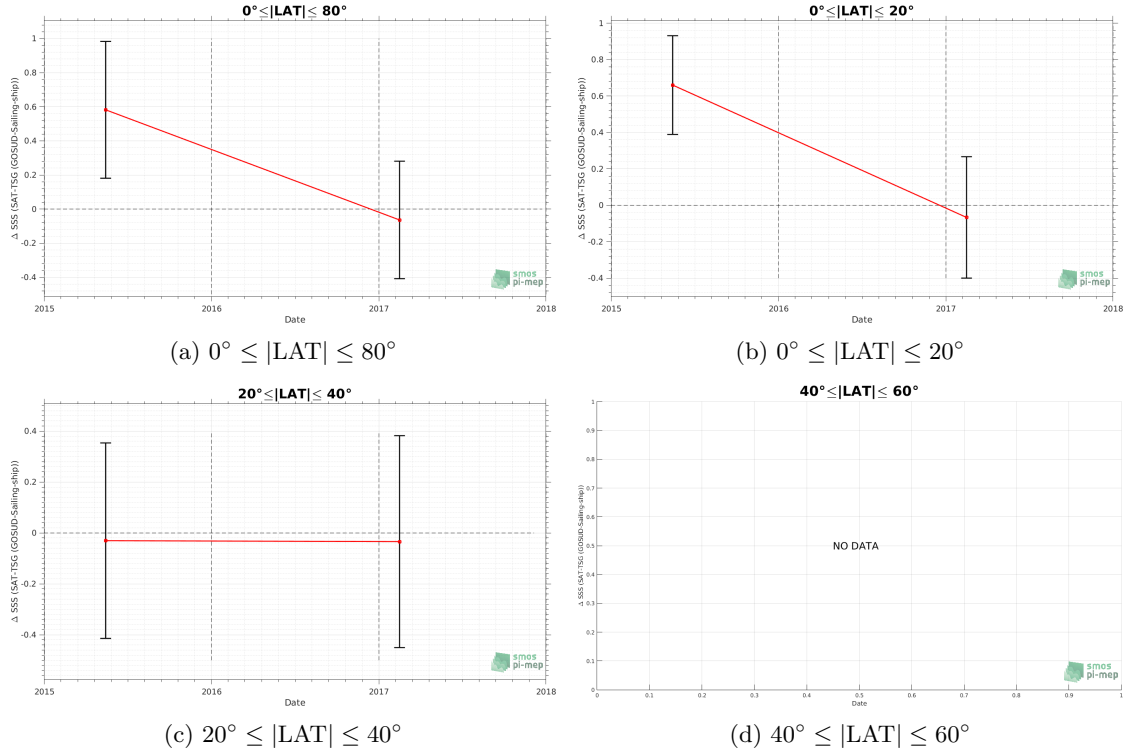 0°≤|LAT|≤ 80°
Δ SSS (SAT-TSG (GOSUD-Sailing-ship))
1
0.8
0.6
0.4
0.2
0
-0.2
-0.4
2015
2016
2017
2018
Date
smos
pi-mep
(a) 0° ≤ |LAT| ≤ 80°
0°≤|LAT|≤ 20°
Δ SSS (SAT-TSG (GOSUD-Sailing-ship))
1
0.8
0.6
0.4
0.2
0
-0.2
-0.4
2015
2016
2017
2018
Date
smos
pi-mep
(b) 0° ≤ |LAT| ≤ 20°
20°≤|LAT|≤ 40°
Δ SSS (SAT-TSG (GOSUD-Sailing-ship))
0.4
0.2
0
-0.2
-0.4
2015
2016
2017
2018
Date
smos
pi-mep
(c) 20° ≤ |LAT| ≤ 40°
40°≤|LAT|≤ 60°
Δ SSS (SAT-TSG (GOSUD-Sailing-ship))
1
0.9
0.8
0.7
0.6
0.5
0.4
0.3
0.2
0.1
0
NO DATA
0
0.1
0.2
0.3
0.4
0.5
0.6
0.7
0.8
0.9
1
Date
smos
pi-mep
(d) 40° ≤ |LAT| ≤ 60°